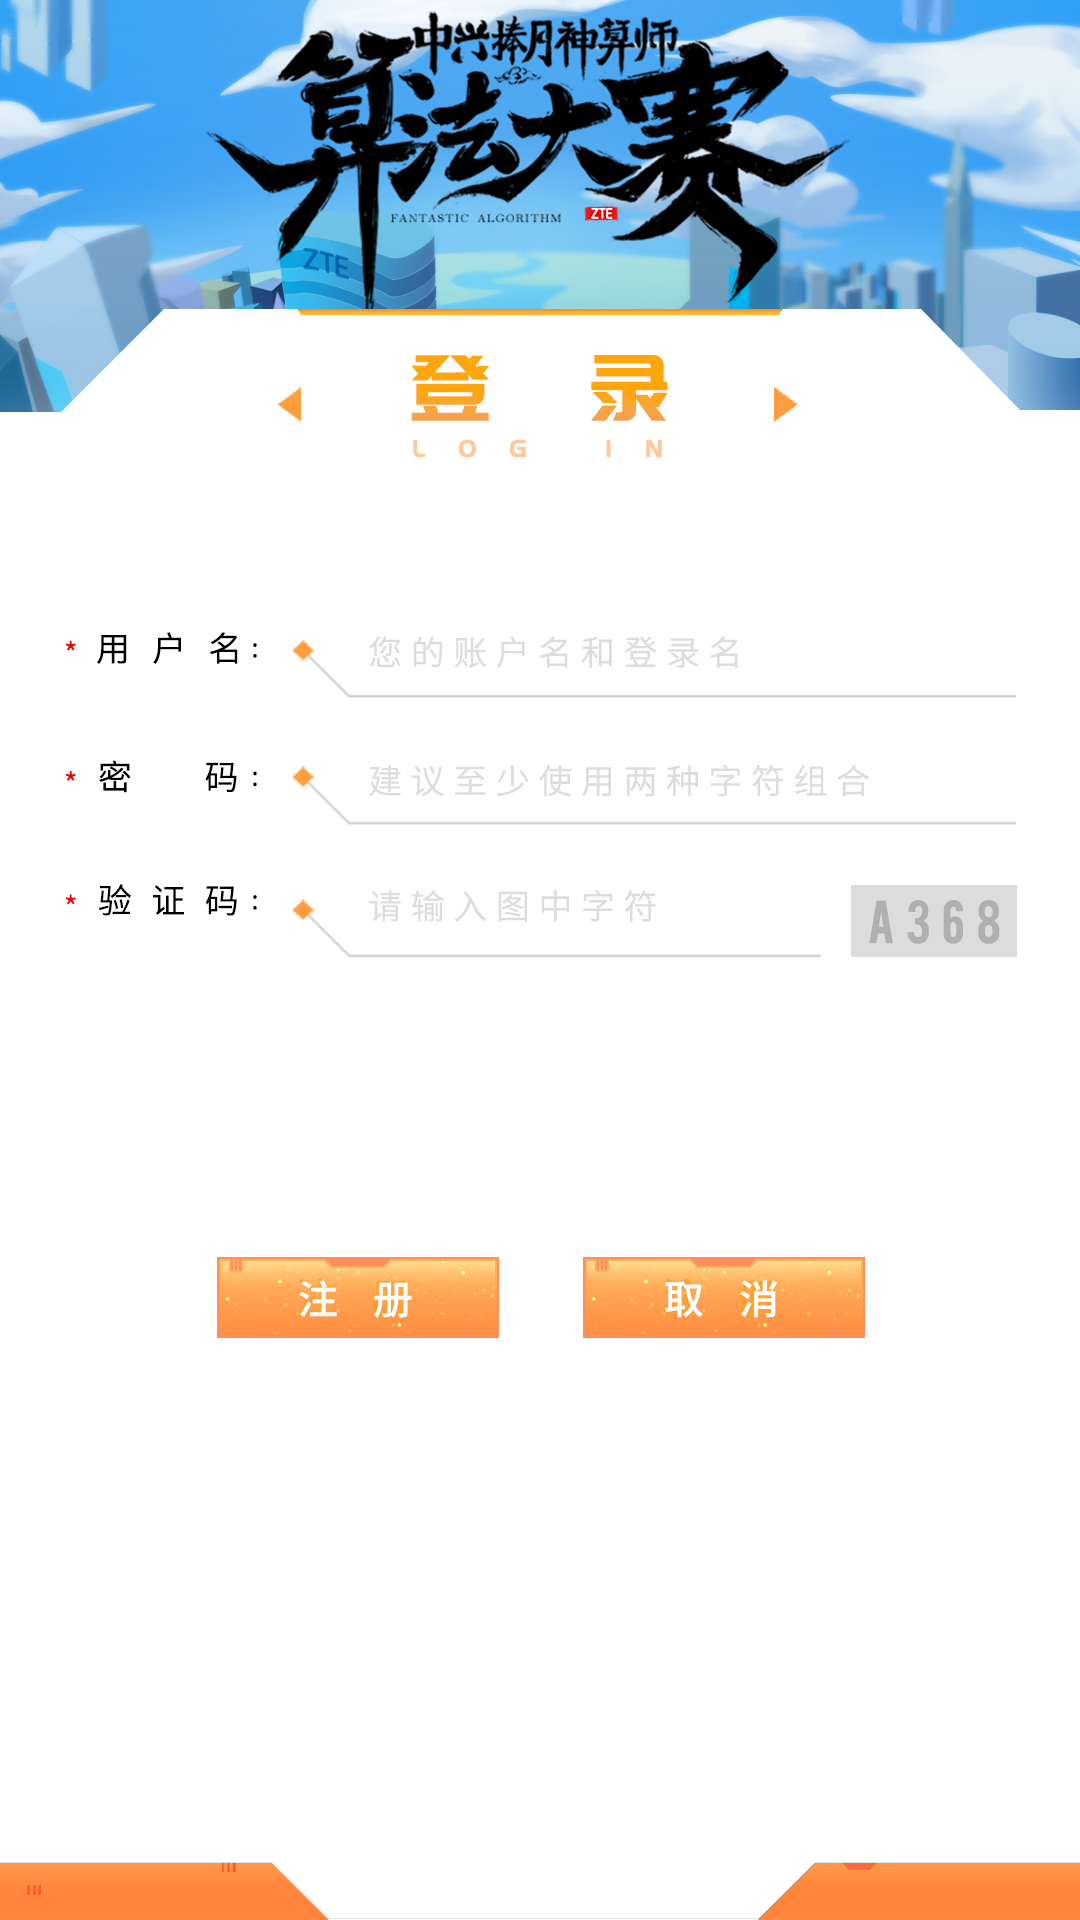 中兴捧月神算师
算法大赛
FANTASTIC ALGORITHM ZTE
ZTE
登 录
LOG IN
* 用户名: 您的账户名和登录名
* 密码: 建议至少使用两种字符组合
* 验证码: 请输入图中字符 A368
注 册 取 消